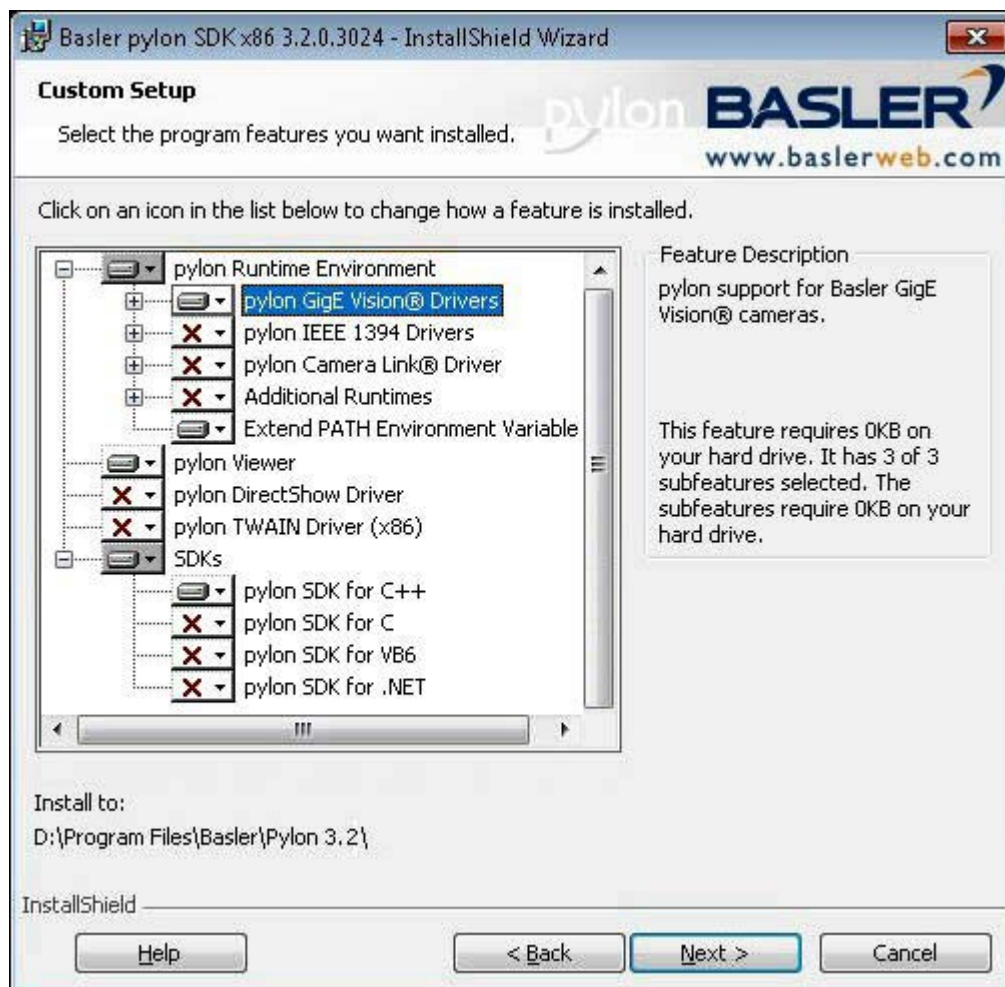 Basler pylon SDK x86 3.2.0.3024 - InstallShield Wizard
Custom Setup
Select the program features you want installed.
pylon
BASLER
www.baslerweb.com
Click on an icon in the list below to change how a feature is installed.
pylon Runtime Environment
pylon GigE Vision® Drivers
pylon IEEE 1394 Drivers
pylon Camera Link® Driver
Additional Runtimes
Extend PATH Environment Variable
pylon Viewer
pylon DirectShow Driver
pylon TWAIN Driver (x86)
SDKs
pylon SDK for C++
pylon SDK for C
pylon SDK for VB6
pylon SDK for .NET
Feature Description
pylon support for Basler GigE
Vision® cameras.
This feature requires 0KB on
your hard drive. It has 3 of 3
subfeatures selected. The
subfeatures require 0KB on your
hard drive.
Install to:
D:\Program Files\Basler\Pylon 3.2\
InstallShield
Help
< Back
Next >
Cancel